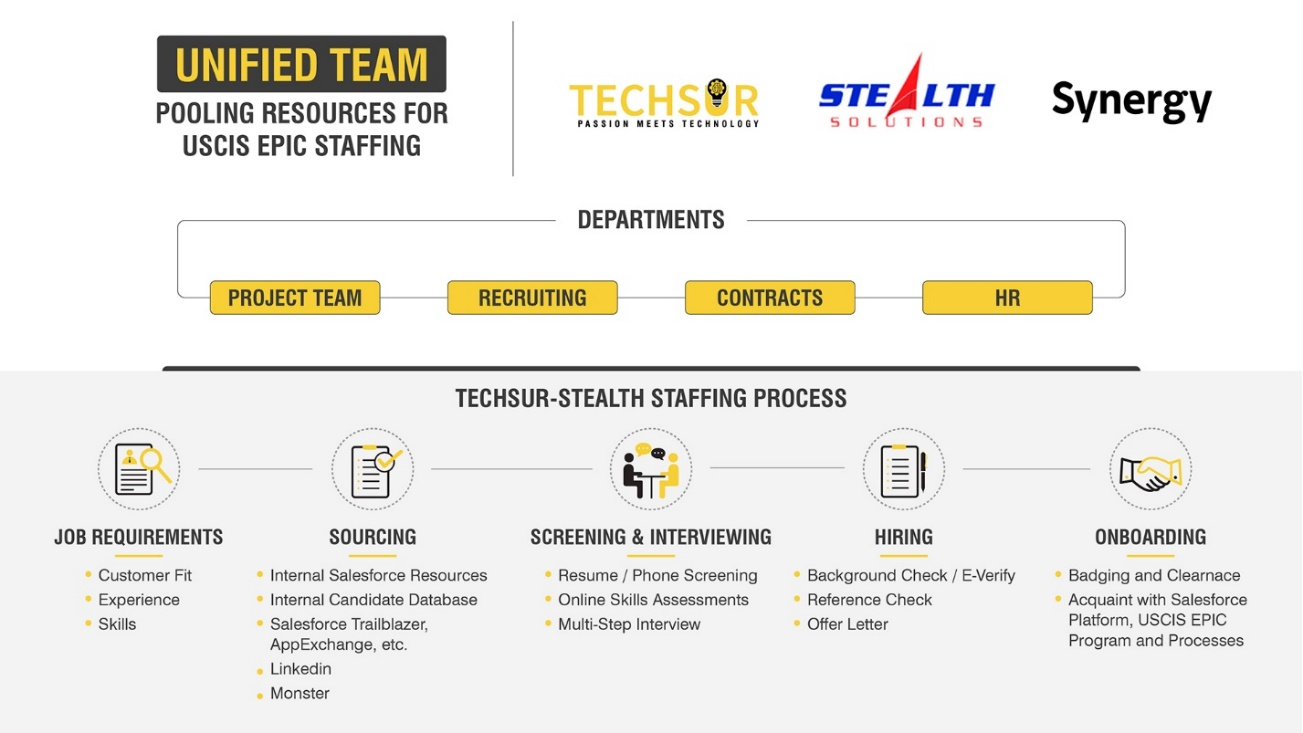 UNIFIED TEAM
POOLING RESOURCES FOR
USCIS EPIC STAFFING
TECHSUR
PASSION MEETS TECHNOLOGY
STEALTH
SOLUTIONS
Synergy
DEPARTMENTS
PROJECT TEAM
RECRUITING
CONTRACTS
HR
TECHSUR-STEALTH STAFFING PROCESS
JOB REQUIREMENTS
• Customer Fit
• Experience
• Skills
SOURCING
• Internal Salesforce Resources
• Internal Candidate Database
• Salesforce Trailblazer,
AppExchange, etc.
• Linkedin
• Monster
SCREENING & INTERVIEWING
• Resume / Phone Screening
• Online Skills Assessments
• Multi-Step Interview
HIRING
• Background Check / E-Verify
• Reference Check
• Offer Letter
ONBOARDING
• Badging and Clearnace
• Acquaint with Salesforce
Platform, USCIS EPIC
Program and Processes